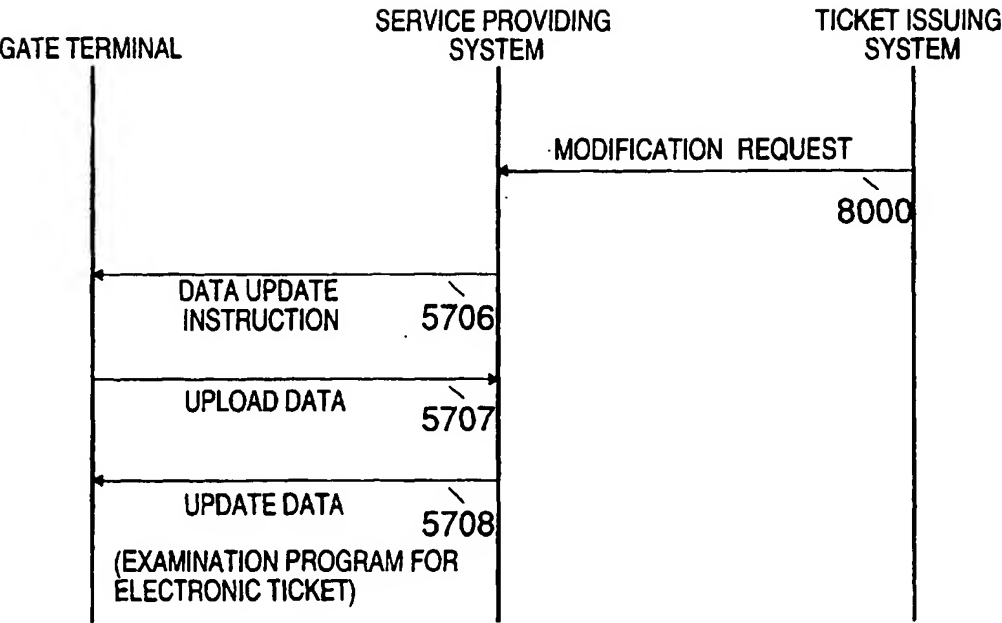 GATE TERMINAL
SERVICE PROVIDING
SYSTEM
TICKET ISSUING
SYSTEM
MODIFICATION REQUEST
8000
DATA UPDATE
INSTRUCTION
5706
UPLOAD DATA
5707
UPDATE DATA
5708
(EXAMINATION PROGRAM FOR
ELECTRONIC TICKET)